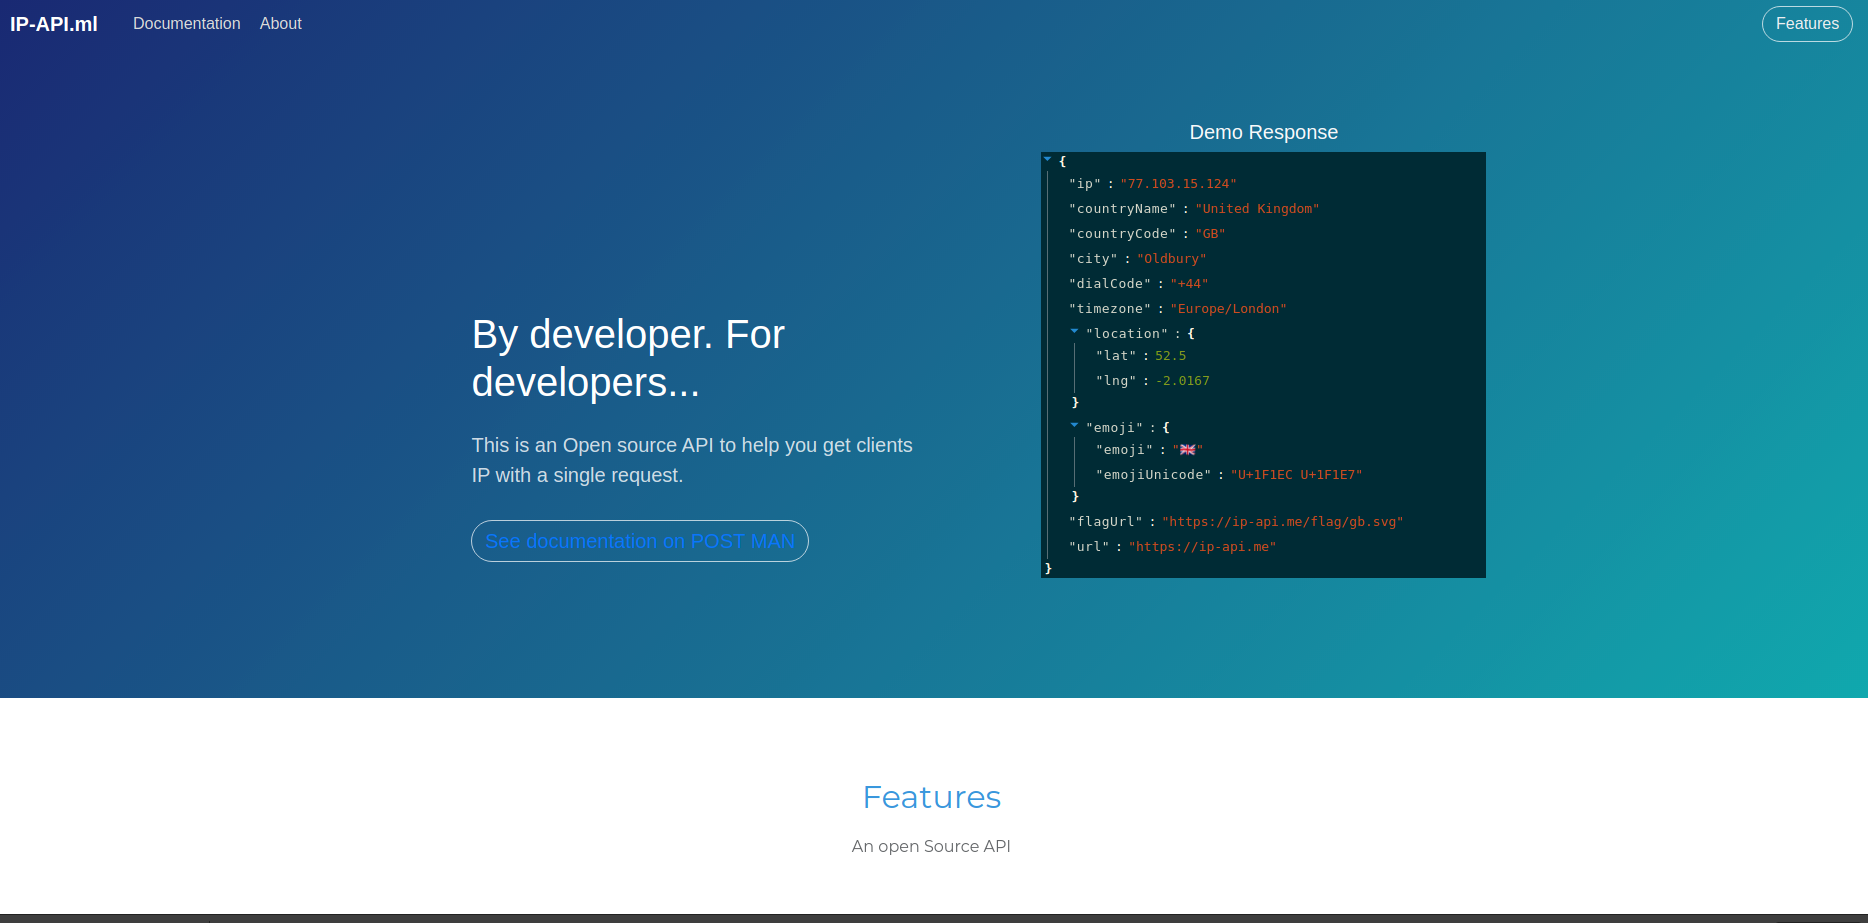 IP-API.ml Documentation About Features
By developer. For
developers...
This is an Open source API to help you get clients
IP with a single request.
See documentation on POST MAN
Demo Response
{
"ip" : "77.103.15.124"
"countryName" : "United Kingdom"
"countryCode" : "GB"
"city" : "Oldbury"
"dialCode" : "+44"
"timezone" : "Europe/London"
"location" : {
"lat" : 52.5
"lng" : -2.0167
}
"emoji" : {
"emoji" : "🇬🇧"
"emojiUnicode" : "U+1F1EC U+1F1E7"
}
"flagUrl" : "https://ip-api.me/flag/gb.svg"
"url" : "https://ip-api.me"
}
Features
An open Source API